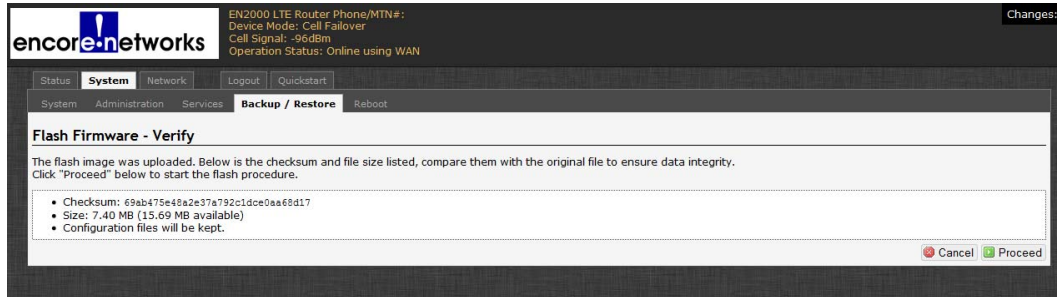 encore!networks
EN2000 LTE Router Phone/MTN#:
Device Mode: Cell Failover
Cell Signal: -96dBm
Operation Status: Online using WAN
Changes:
Status System Network Logout Quickstart
System Administration Services Backup / Restore Reboot
Flash Firmware - Verify
The flash image was uploaded. Below is the checksum and file size listed, compare them with the original file to ensure data integrity.
Click "Proceed" below to start the flash procedure.
• Checksum: 69ab475e48a2e37a792c1dce0aa68d17
• Size: 7.40 MB (15.69 MB available)
• Configuration files will be kept.
Cancel Proceed